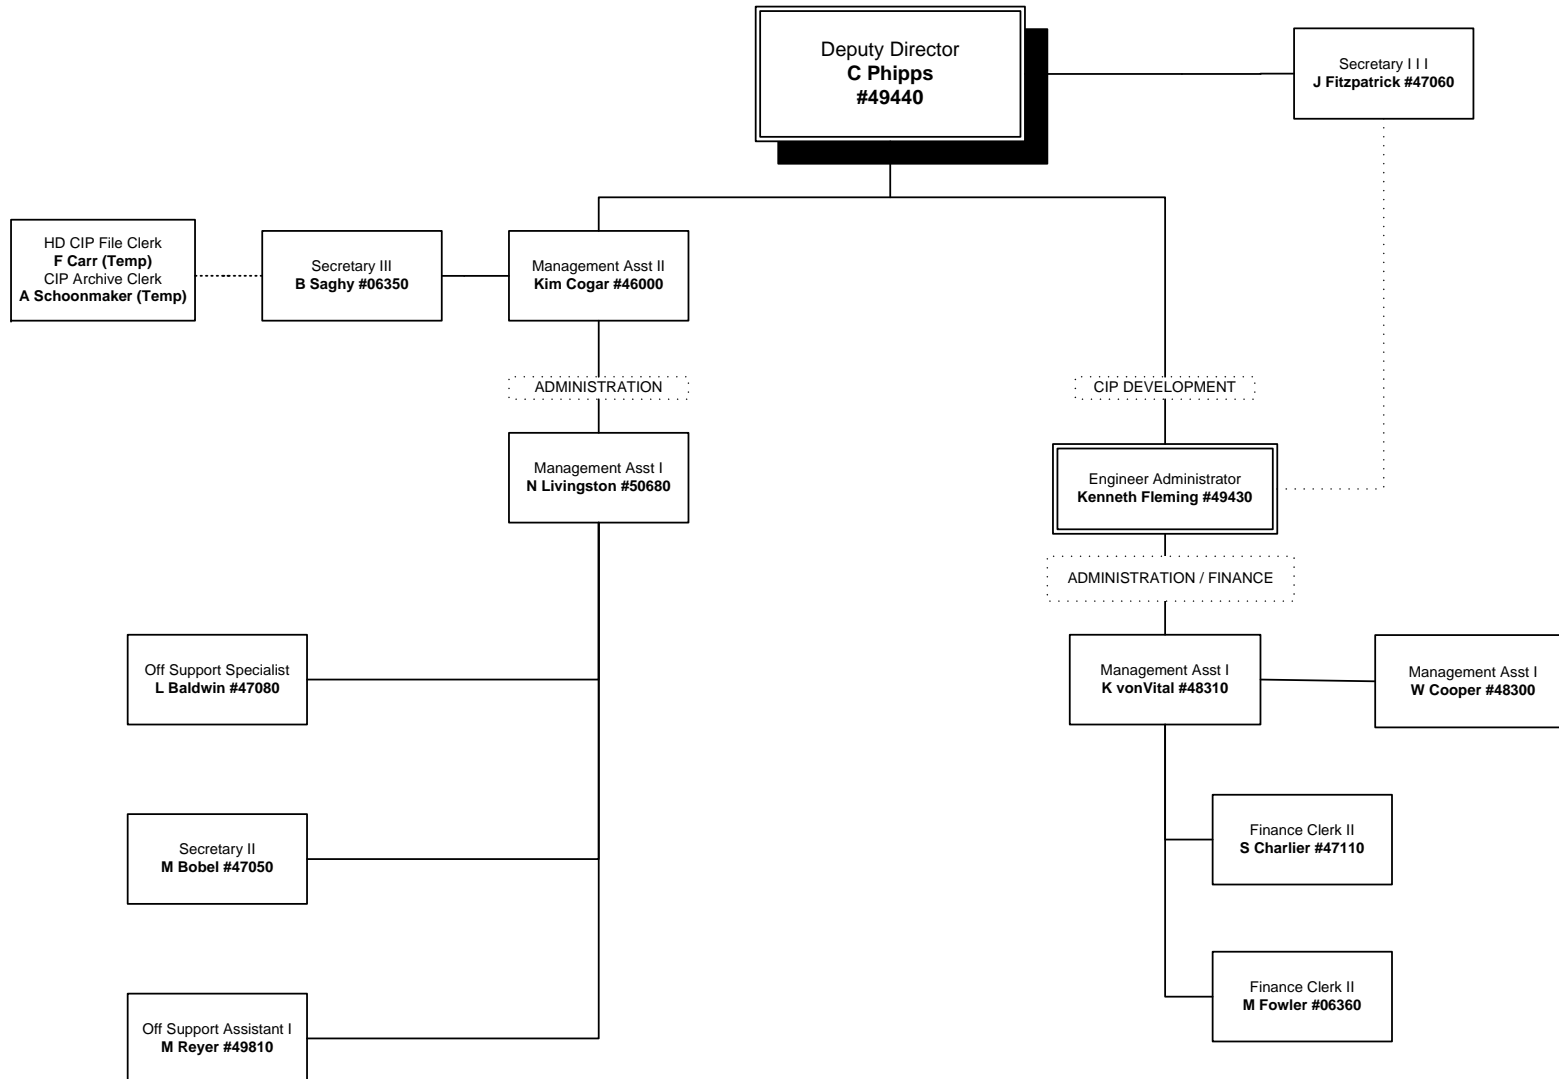 Deputy Director
C Phipps
#49440
Secretary I I I
J Fitzpatrick #47060
HD CIP File Clerk
F Carr (Temp)
CIP Archive Clerk
A Schoonmaker (Temp)
Secretary III
B Saghy #06350
Management Asst II
Kim Cogar #46000
ADMINISTRATION
CIP DEVELOPMENT
Management Asst I
N Livingston #50680
Engineer Administrator
Kenneth Fleming #49430
ADMINISTRATION / FINANCE
Off Support Specialist
L Baldwin #47080
Management Asst I
K vonVital #48310
Management Asst I
W Cooper #48300
Secretary II
M Bobel #47050
Finance Clerk II
S Charlier #47110
Off Support Assistant I
M Reyer #49810
Finance Clerk II
M Fowler #06360